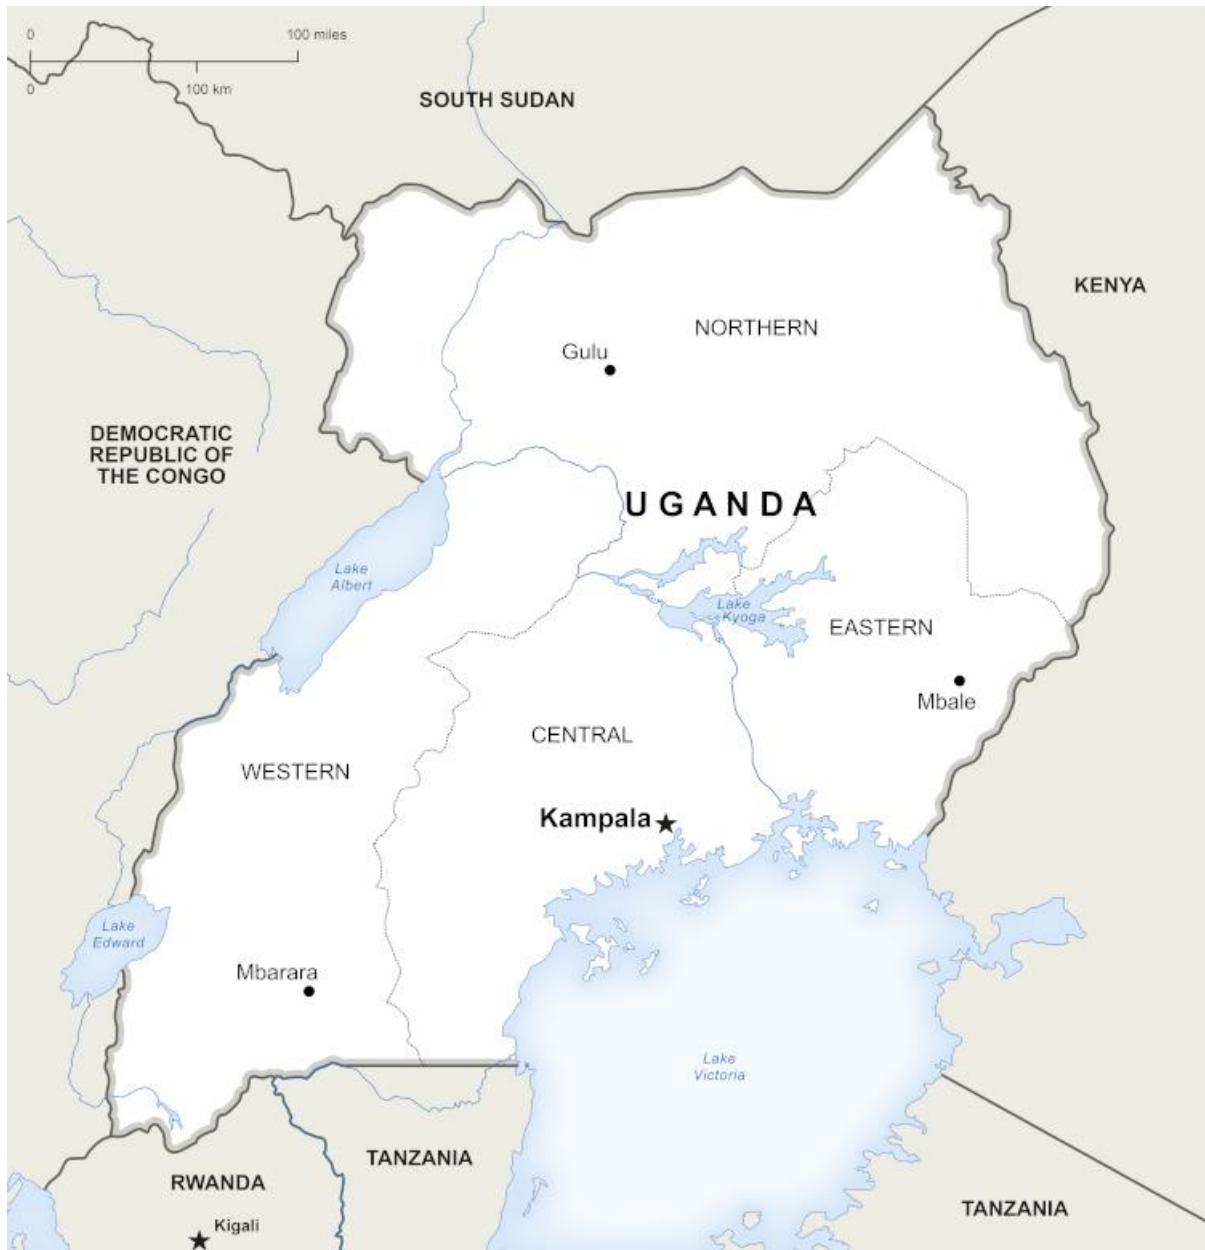 0 100 miles
0 100 km
SOUTH SUDAN
KENYA
NORTHERN
Gulu
DEMOCRATIC
REPUBLIC OF
THE CONGO
UGANDA
Lake
Albert
Lake
Kyoga
EASTERN
Mbale
CENTRAL
WESTERN
Kampala
Lake
Edward
Mbarara
Lake
Victoria
TANZANIA
RWANDA
TANZANIA
Kigali